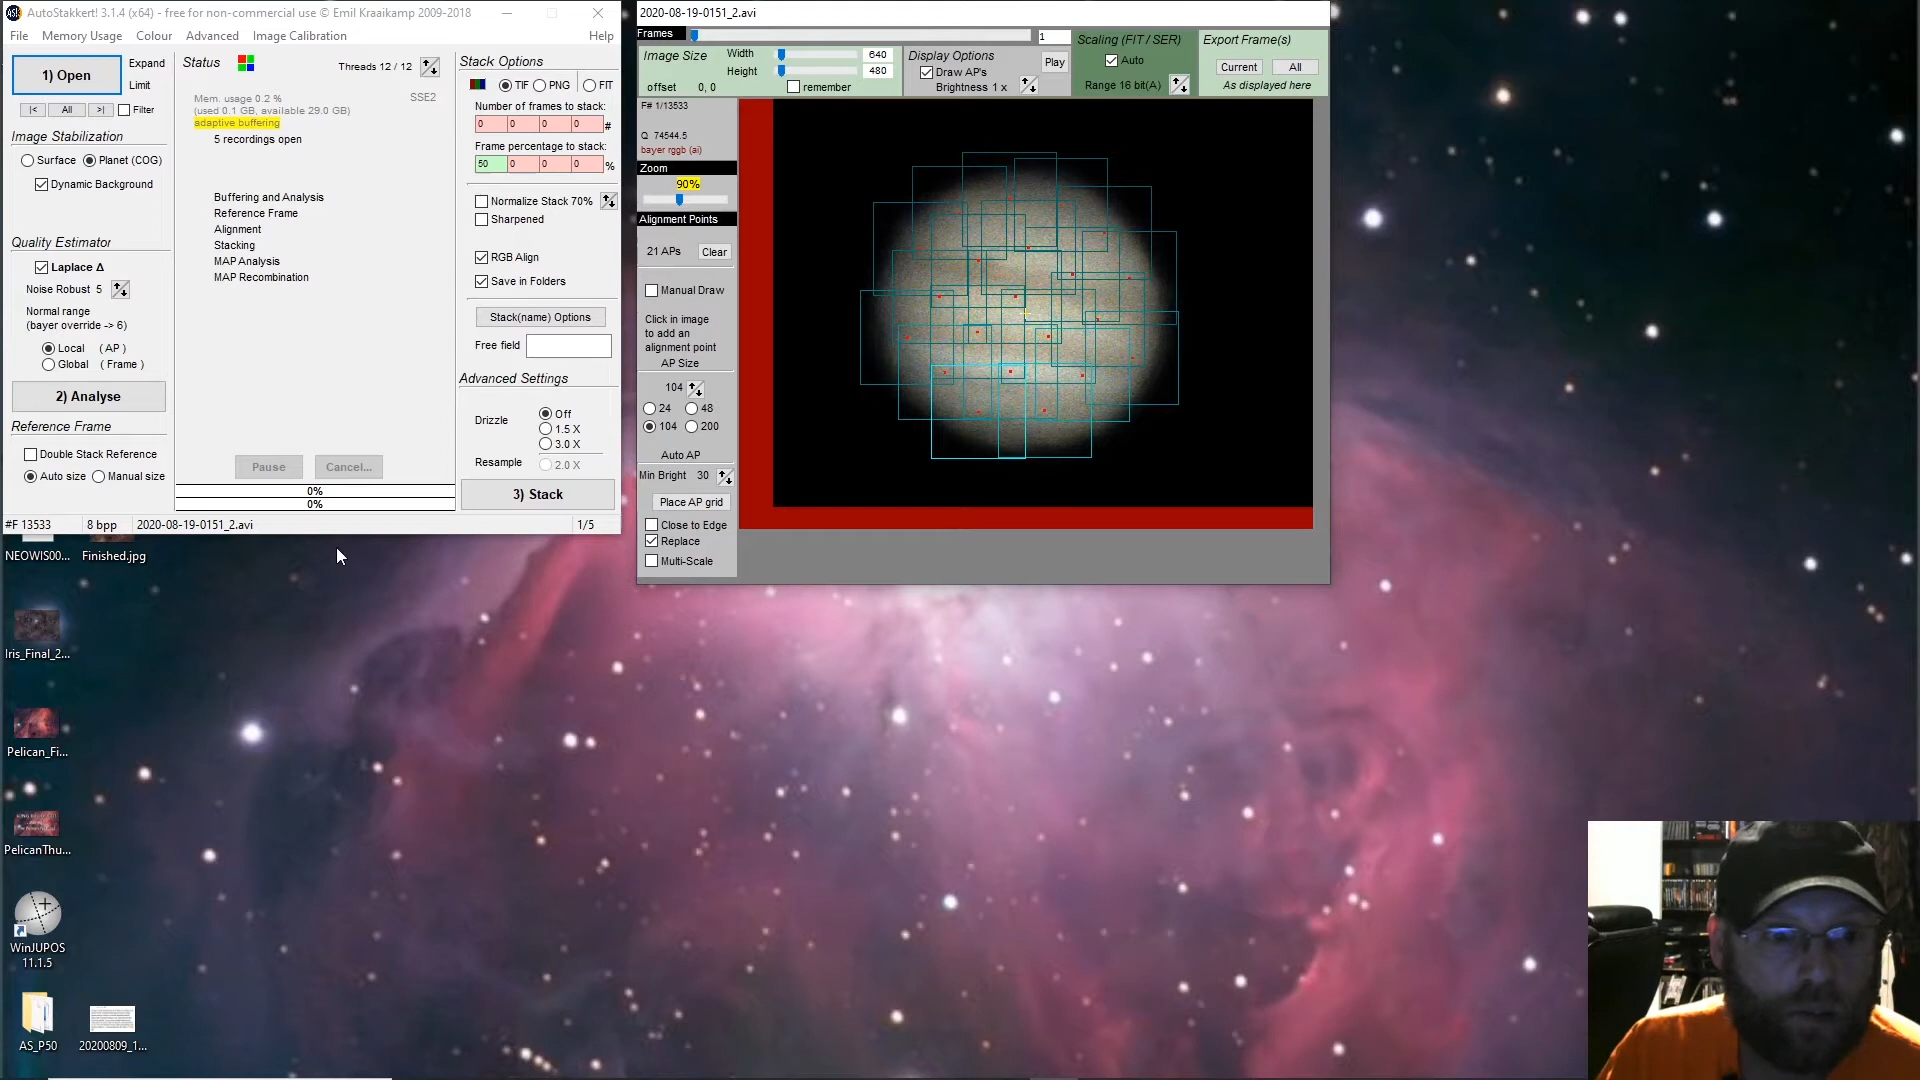 AutoStakkert! 3.1.4 (x64) - free for non-commercial use © Emil Kraaikamp 2009-2018
File Memory Usage Colour Advanced Image Calibration Help
1) Open
Expand
Limit
|< All >| Filter
Image Stabilization
Surface Planet (COG)
Dynamic Background
Quality Estimator
Laplace Δ
Noise Robust 5
Normal range
(bayer override -> 6)
Local (AP)
Global (Frame)
2) Analyse
Reference Frame
Double Stack Reference
Auto size Manual size
Status
Threads 12 / 12
Mem. usage 0.2 %
SSE2
(used 0.1 GB, available 29.0 GB)
adaptive buffering
5 recordings open
Buffering and Analysis
Reference Frame
Alignment
Stacking
MAP Analysis
MAP Recombination
Pause Cancel...
0%
0%
Stack Options
TIF PNG FIT
Number of frames to stack:
0 0 0 0 #
Frame percentage to stack:
50 0 0 0 %
Normalize Stack 70%
Sharpened
RGB Align
Save in Folders
Stack(name) Options
Free field
Advanced Settings
Drizzle
Off
1.5 X
3.0 X
Resample 2.0 X
3) Stack
#F 13533 8 bpp 2020-08-19-0151_2.avi 1/5
2020-08-19-0151_2.avi
Frames 1
Image Size
Width 640
Height 480
offset 0, 0 remember
Display Options
Draw AP's
Brightness 1 x
Play
Scaling (FIT / SER)
Auto
Range 16 bit(A)
Export Frame(s)
Current All
As displayed here
F# 1/13533
Q 74544.5
bayer rggb (ai)
Zoom
90%
Alignment Points
21 APs Clear
Manual Draw
Click in image
to add an
alignment point
AP Size
104
24 48
104 200
Auto AP
Min Bright 30
Place AP grid
Close to Edge
Replace
Multi-Scale
NEOWIS00... Finished.jpg
Iris_Final_2...
Pelican_Fi...
PelicanThu...
WinJUPOS
11.1.5
AS_P50 20200809_1...